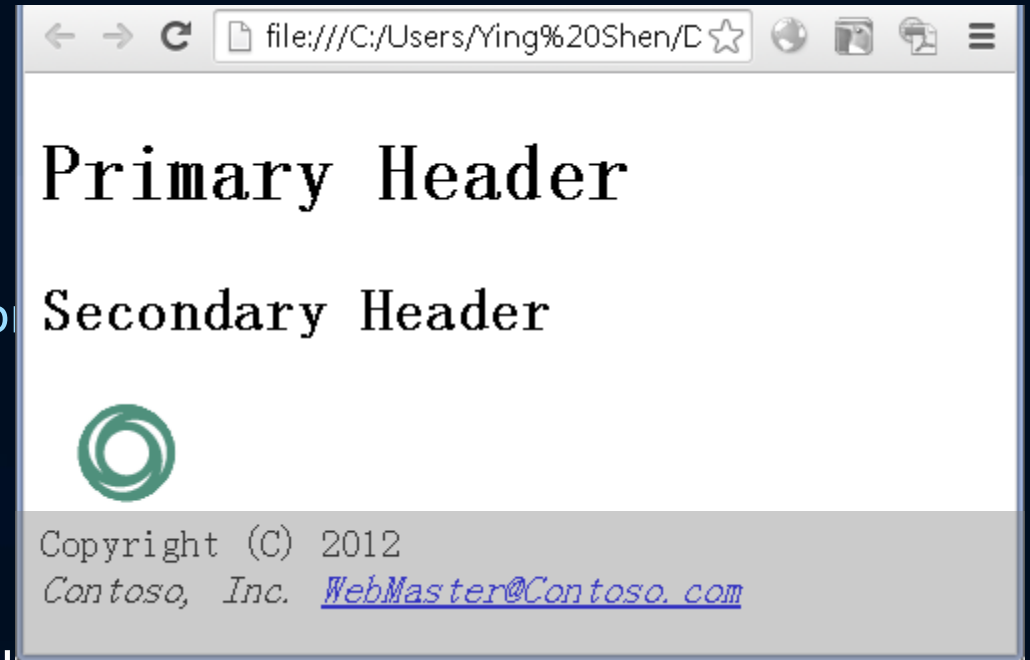 file:///C:/Users/Ying%20Shen/D
Primary Header
Secondary Header
Copyright (C) 2012
Contoso, Inc. WebMaster@Contoso.com